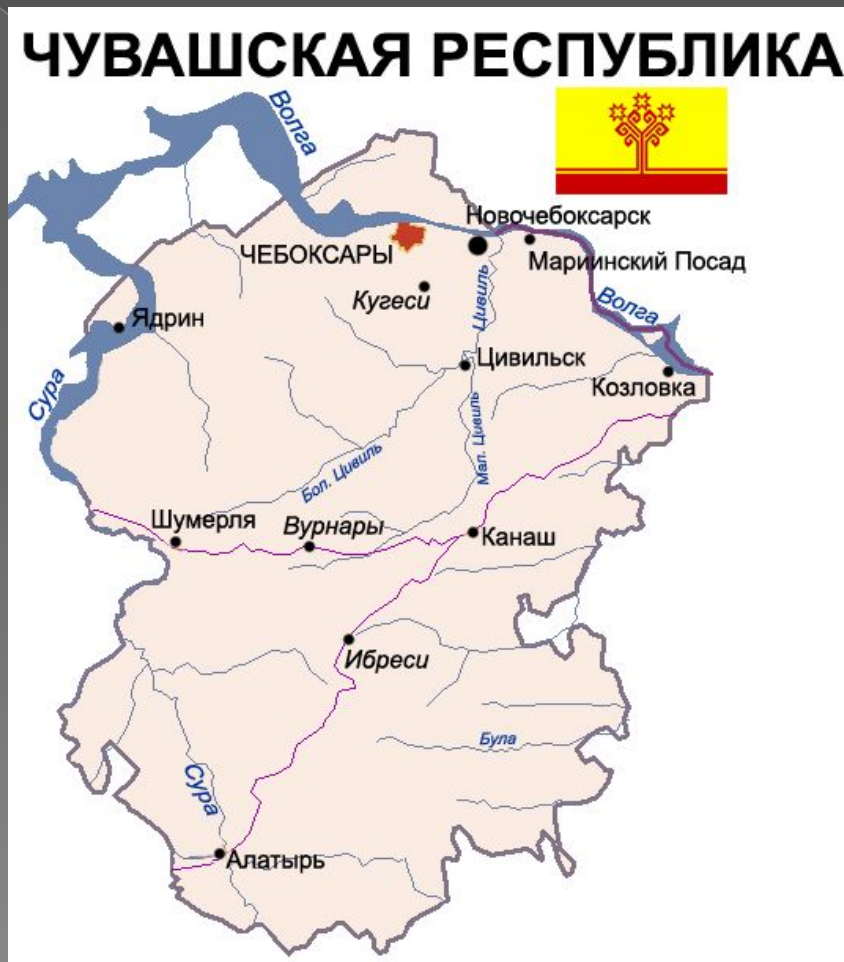 ЧУВАШСКАЯ РЕСПУБЛИКА
Волга
Новочебоксарск
ЧЕБОКСАРЫ
Мариинский Посад
Кугеси
Цивиль
Волга
Ядрин
Цивильск
Козловка
Сура
Мал. Цивиль
Бол. Цивиль
Шумерля
Вурнары
Канаш
Ибреси
Була
Сура
Алатырь